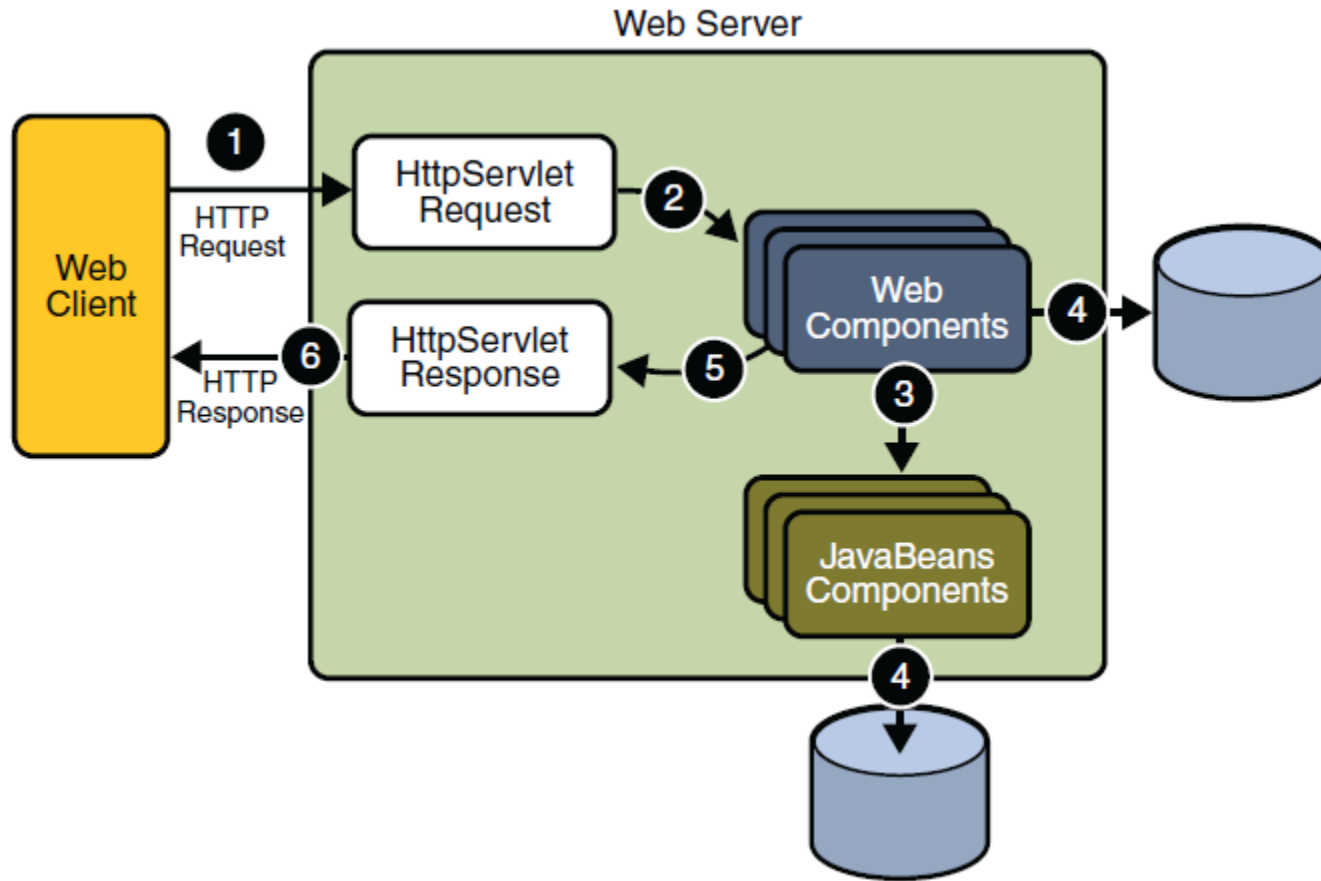 Web Server
1
HTTP
Request
Web
Client
HttpServlet
Request
2
Web
Components
4
HttpServlet
Response
5
6
HTTP
Response
3
JavaBeans
Components
4